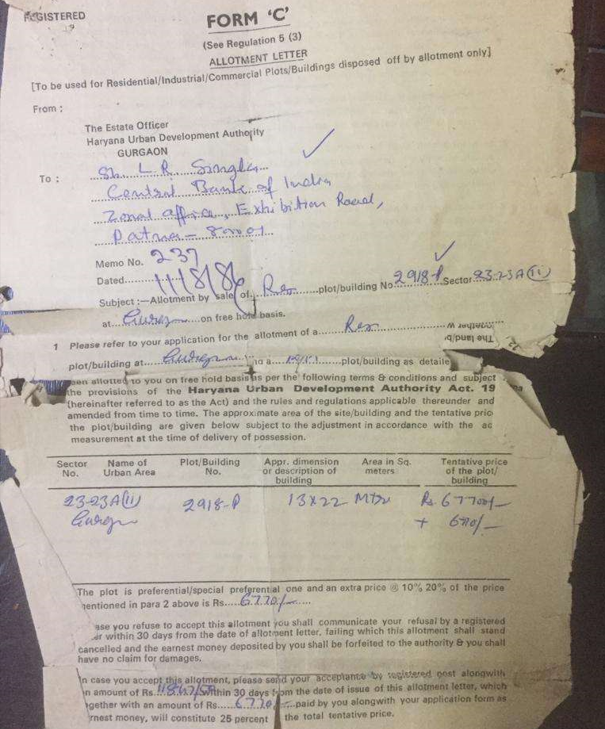 REGISTERED
FORM ‘C’
(See Regulation 5 (3)
ALLOTMENT LETTER
[To be used for Residential/Industrial/Commercial Plots/Buildings disposed off by allotment only]
From :
The Estate Officer
Haryana Urban Development Authority
GURGAON
To : Sh. L.R. Singla
Central Bank of India
Zonal office, Exhibition Road,
Patna - 80001
Memo No. 237
Dated 11/8/86
Subject :—Allotment by sale of Res plot/building No 2918-P Sector 23-23A(II)
at Gurgaon on free hold basis.
1 Please refer to your application for the allotment of a Res
plot/building at Gurgaon plot/building as detaile
een allotted to you on free hold basis as per the following terms & conditions and subject
the provisions of the Haryana Urban Development Authority Act. 19
(hereinafter referred to as the Act) and the rules and regulations applicable thereunder and
amended from time to time. The approximate area of the site/building and the tentative price
the plot/building are given below subject to the adjustment in accordance with the ac
measurement at the time of delivery of possession.
Sector No. Name of Urban Area Plot/Building No. Appr. dimension or description of building Area in Sq. meters Tentative price of the plot/ building
23-23A(II) 2918-P 13x22 Mtr Rs. 67700/-
Gurgaon + 6770/-
The plot is preferential/special preferential one and an extra price @ 10% 20% of the price
mentioned in para 2 above is Rs. 6770/-
ase you refuse to accept this allotment you shall communicate your refusal by a registered
er within 30 days from the date of allotment letter, failing which this allotment shall stand
cancelled and the earnest money deposited by you shall be forfeited to the authority & you shall
have no claim for damages.
In case you accept this allotment, please send your acceptance by registered post alongwith
n amount of Rs. within 30 days from the date of issue of this allotment letter, which
ogether with an amount of Rs. 6770/- paid by you alongwith your application form as
rnest money, will constitute 25 percent the total tentative price.